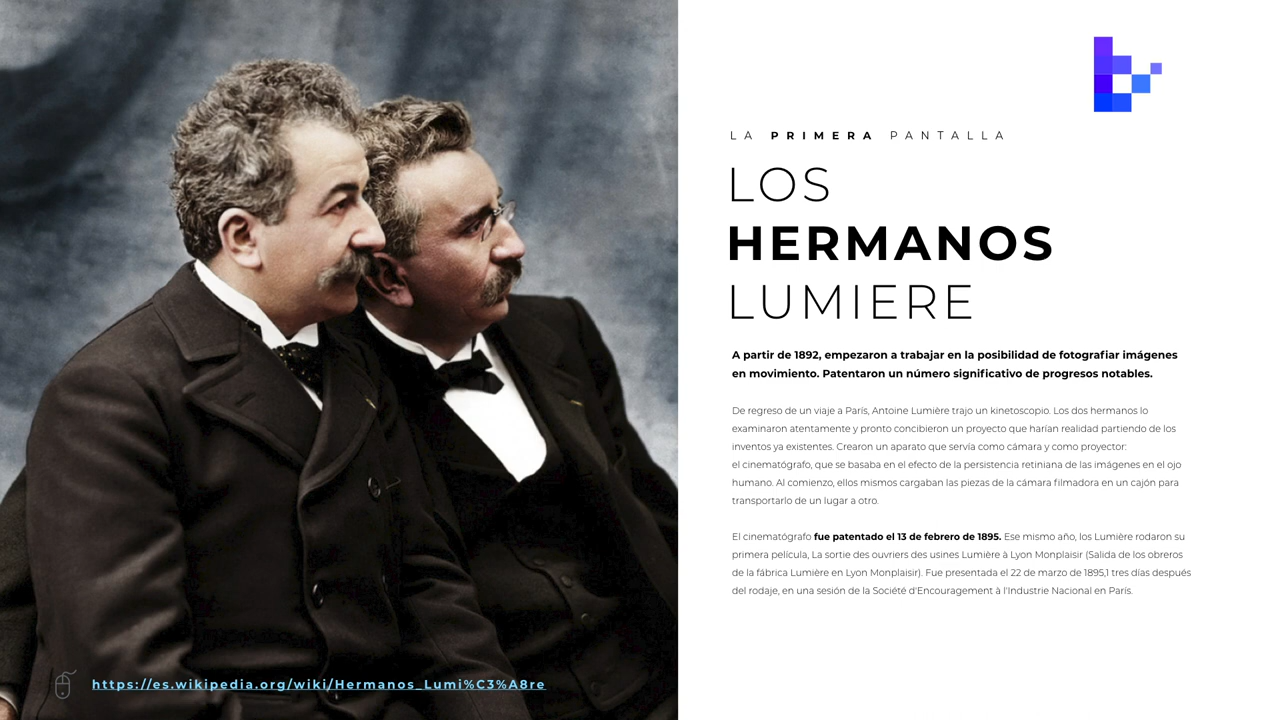 LA PRIMERA PANTALLA
LOS
HERMANOS
LUMIERE
A partir de 1892, empezaron a trabajar en la posibilidad de fotografiar imágenes
en movimiento. Patentaron un número significativo de progresos notables.
De regreso de un viaje a París, Antoine Lumière trajo un kinetoscopio. Los dos hermanos lo
examinaron atentamente y pronto concibieron un proyecto que harían realidad partiendo de los
inventos ya existentes. Crearon un aparato que servía como cámara y como proyector:
el cinematógrafo, que se basaba en el efecto de la persistencia retiniana de las imágenes en el ojo
humano. Al comienzo, ellos mismos cargaban las piezas de la cámara filmadora en un cajón para
transportarlo de un lugar a otro.
El cinematógrafo fue patentado el 13 de febrero de 1895. Ese mismo año, los Lumière rodaron su
primera película, La sortie des ouvriers des usines Lumière à Lyon Monplaisir (Salida de los obreros
de la fábrica Lumière en Lyon Monplaisir). Fue presentada el 22 de marzo de 1895,1 tres días después
del rodaje, en una sesión de la Société d'Encouragement à l'Industrie Nacional en París.
https://es.wikipedia.org/wiki/Hermanos_Lumi%C3%A8re